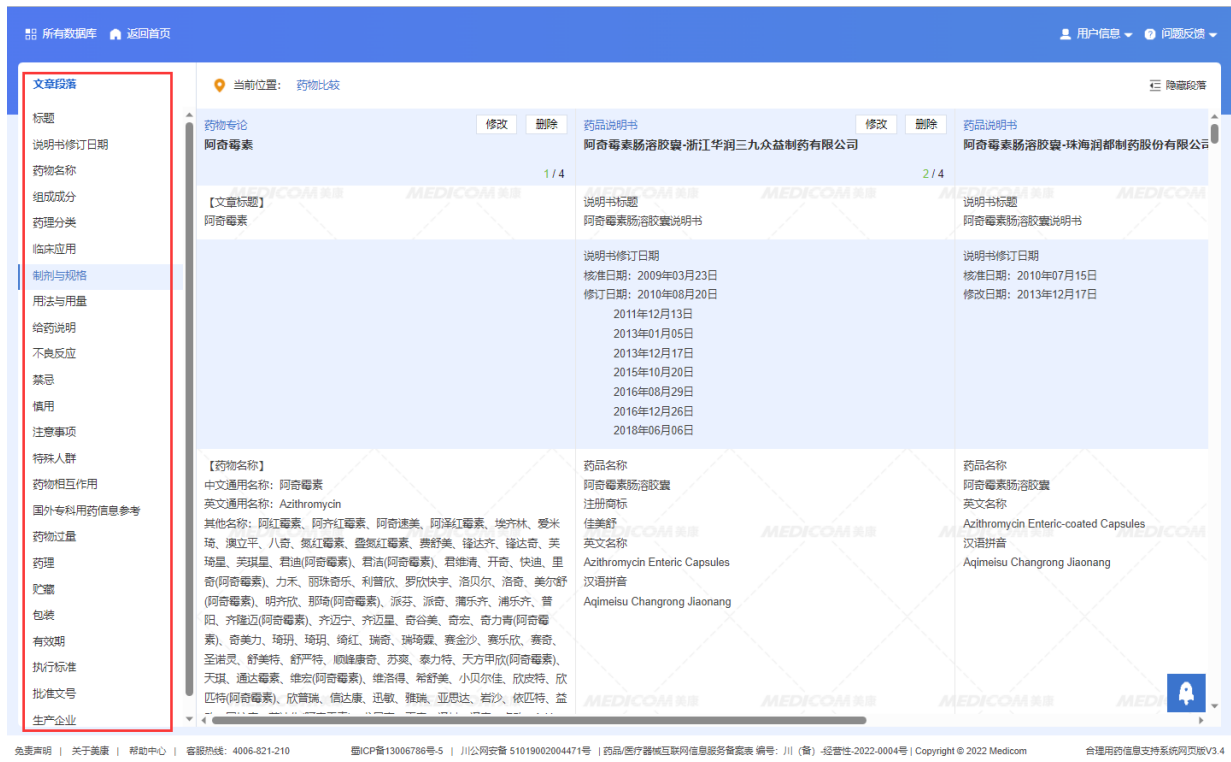 所有数据库 返回首页
用户信息 问题反馈
文章段落
标题
说明书修订日期
药物名称
组成成分
药理分类
临床应用
制剂与规格
用法与用量
给药说明
不良反应
禁忌
慎用
注意事项
特殊人群
药物相互作用
国外专科用药信息参考
药物过量
药理
贮藏
包装
有效期
执行标准
批准文号
生产企业
当前位置： 药物比较
隐藏段落
药物专论 修改 删除
阿奇霉素
1 / 4
【文章标题】
阿奇霉素
【药物名称】
中文通用名称：阿奇霉素
英文通用名称：Azithromycin
其他名称：阿红霉素、阿齐红霉素、阿奇速美、阿泽红霉素、埃齐林、爱米
琦、澳立平、八奇、氮红霉素、叠氮红霉素、费舒美、锋达齐、锋达奇、芙
琦星、芙琪星、君迪(阿奇霉素)、君洁(阿奇霉素)、君维清、开奇、快迪、里
奇(阿奇霉素)、力禾、丽珠奇乐、利普欣、罗欣快宇、洛贝尔、洛奇、美尔舒
(阿奇霉素)、明齐欣、那琦(阿奇霉素)、派芬、派奇、蒲乐齐、浦乐齐、普
阳、齐隆迈(阿奇霉素)、齐迈宁、齐迈星、奇谷美、奇宏、奇力青(阿奇霉
素)、奇美力、琦玥、琦玥、绮红、瑞奇、瑞琦霖、赛金沙、赛乐欣、赛奇、
圣诺灵、舒美特、舒严特、顺峰康奇、苏爽、泰力特、天方甲欣(阿奇霉素)、
天琪、通达霉素、维宏(阿奇霉素)、维洛得、希舒美、小贝尔佳、欣皮特、欣
匹特(阿奇霉素)、欣普瑞、信达康、迅敏、雅瑞、亚思达、岩沙、依匹特、益
药品说明书 修改 删除
阿奇霉素肠溶胶囊-浙江华润三九众益制药有限公司
2 / 4
说明书标题
阿奇霉素肠溶胶囊说明书
说明书修订日期
核准日期：2009年03月23日
修订日期：2010年08月20日
2011年12月13日
2013年01月05日
2013年12月17日
2015年10月20日
2016年08月29日
2016年12月26日
2018年06月06日
药品名称
阿奇霉素肠溶胶囊
注册商标
佳美舒
英文名称
Azithromycin Enteric Capsules
汉语拼音
Aqimeisu Changrong Jiaonang
药品说明书
阿奇霉素肠溶胶囊-珠海润都制药股份有限公司
说明书标题
阿奇霉素肠溶胶囊说明书
说明书修订日期
核准日期：2010年07月15日
修改日期：2013年12月17日
药品名称
阿奇霉素肠溶胶囊
英文名称
Azithromycin Enteric-coated Capsules
汉语拼音
Aqimeisu Changrong Jiaonang
MEDICOM 美康
免责声明 | 关于美康 | 帮助中心 | 客服热线：4006-821-210 蜀ICP备13006786号-5 | 川公网安备 51019002004471号 | 药品/医疗器械互联网信息服务备案表 编号：川（备）-经营性-2022-0004号 | Copyright © 2022 Medicom 合理用药信息支持系统网页版V3.4